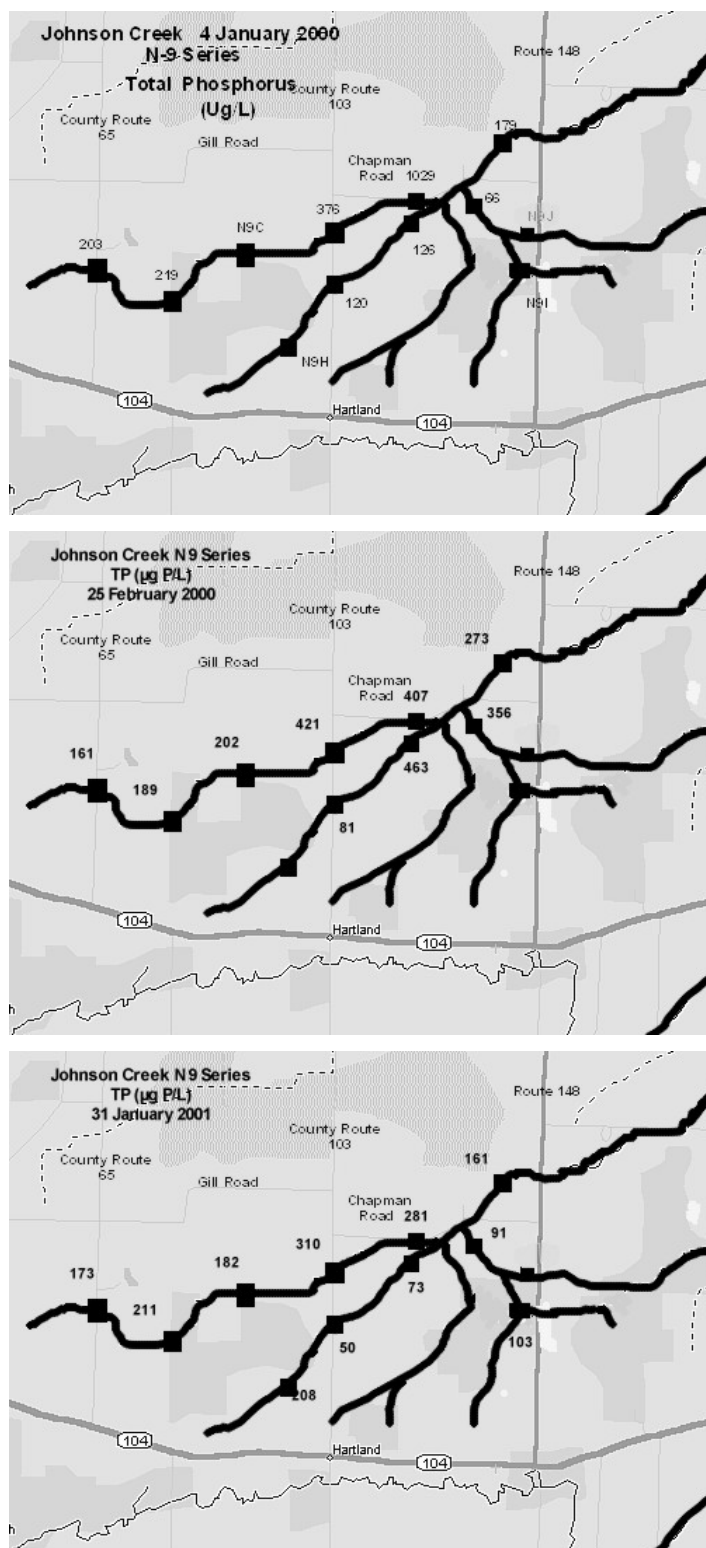 Johnson Creek 4 January 2000
N-9 Series
Total Phosphorus
(Ug/L)
Route 148
County Route
103
County Route
65
Gill Road
179
Chapman
Road 1029
376
66
N9C
N9J
203
126
219
120
N9I
N9H
104
Hartland
104
h
Johnson Creek N9 Series
TP (µg P/L)
25 February 2000
Route 148
County Route
103
County Route
65
Gill Road
273
Chapman
Road 407
421
356
161
202
463
189
81
104
Hartland
104
h
Johnson Creek N9 Series
TP (µg P/L)
31 January 2001
Route 148
County Route
103
County Route
65
Gill Road
161
Chapman
Road 281
310
91
173
182
73
211
50
103
208
104
Hartland
104
h